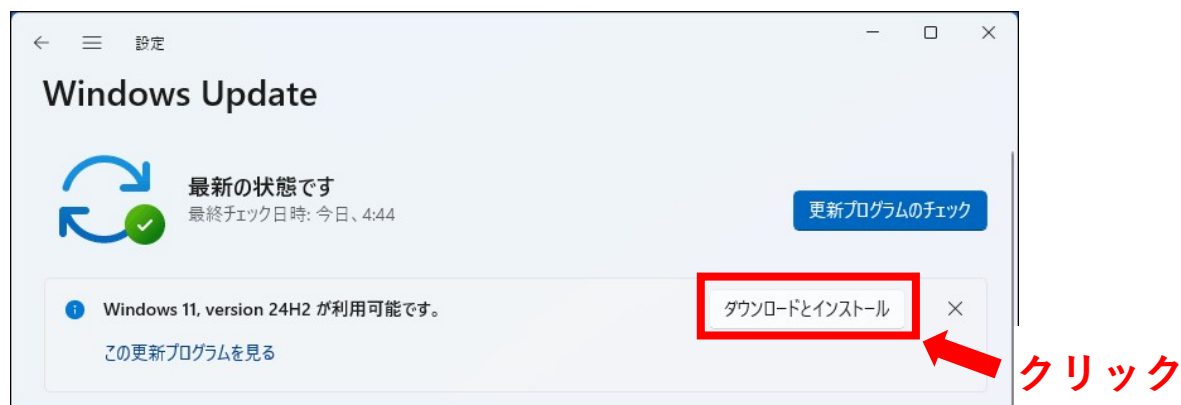 設定
Windows Update
最新の状態です
最終チェック日時: 今日、4:44
更新プログラムのチェック
Windows 11, version 24H2 が利用可能です。
ダウンロードとインストール
この更新プログラムを見る
クリック